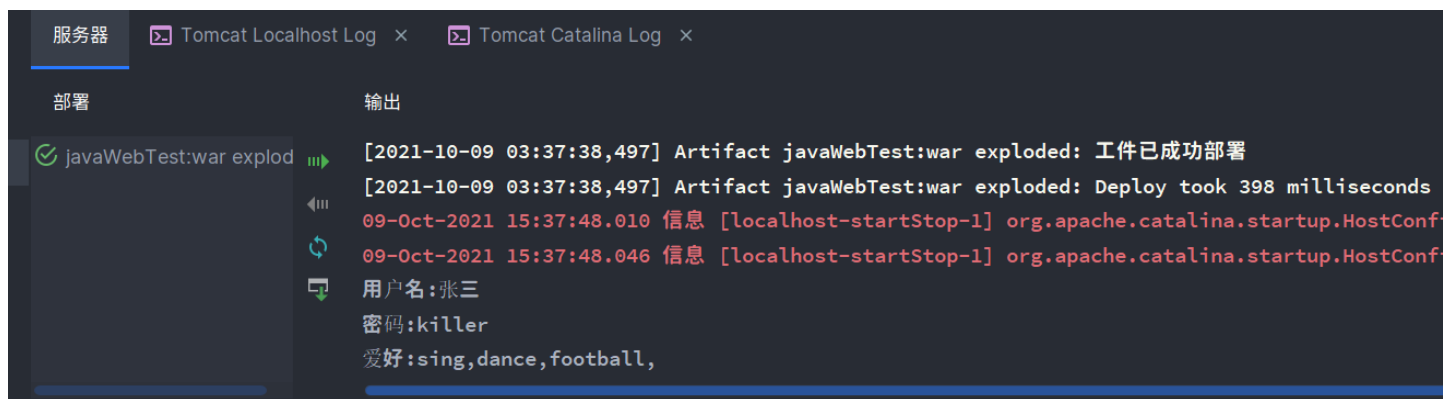 服务器 Tomcat Localhost Log × Tomcat Catalina Log ×
部署 输出
javaWebTest:war explod
[2021-10-09 03:37:38,497] Artifact javaWebTest:war exploded: 工件已成功部署
[2021-10-09 03:37:38,497] Artifact javaWebTest:war exploded: Deploy took 398 milliseconds
09-Oct-2021 15:37:48.010 信息 [localhost-startStop-1] org.apache.catalina.startup.HostConf
09-Oct-2021 15:37:48.046 信息 [localhost-startStop-1] org.apache.catalina.startup.HostConf
用户名:张三
密码:killer
爱好:sing,dance,football,